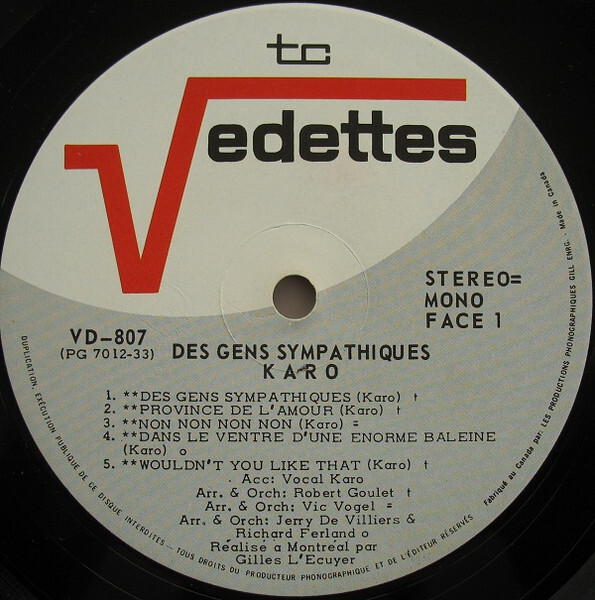 tc
Vedettes
STEREO=
MONO
FACE 1
VD-807
(PG 7012-33)
DES GENS SYMPATHIQUES
KARO
1. **DES GENS SYMPATHIQUES (Karo) †
2. **PROVINCE DE L'AMOUR (Karo) †
3. **NON NON NON NON (Karo) =
4. **DANS LE VENTRE D'UNE ENORME BALEINE
(Karo) o
5. **WOULDN'T YOU LIKE THAT (Karo) †
Acc: Vocal Karo
Arr. & Orch: Robert Goulet †
Arr. & Orch: Vic Vogel =
Arr. & Orch: Jerry De Villiers &
Richard Ferland o
Réalisé a Montréal par
Gilles L'Ecuyer
DUPLICATION, EXÉCUTION PUBLIQUE DE CE DISQUE INTERDITES — TOUS DROITS DU PRODUCTEUR PHONOGRAPHIQUE ET DE L'ÉDITEUR RÉSERVÉS
Fabriqué au Canada par: LES PRODUCTIONS PHONOGRAPHIQUES GILL ENRG. - Made in Canada